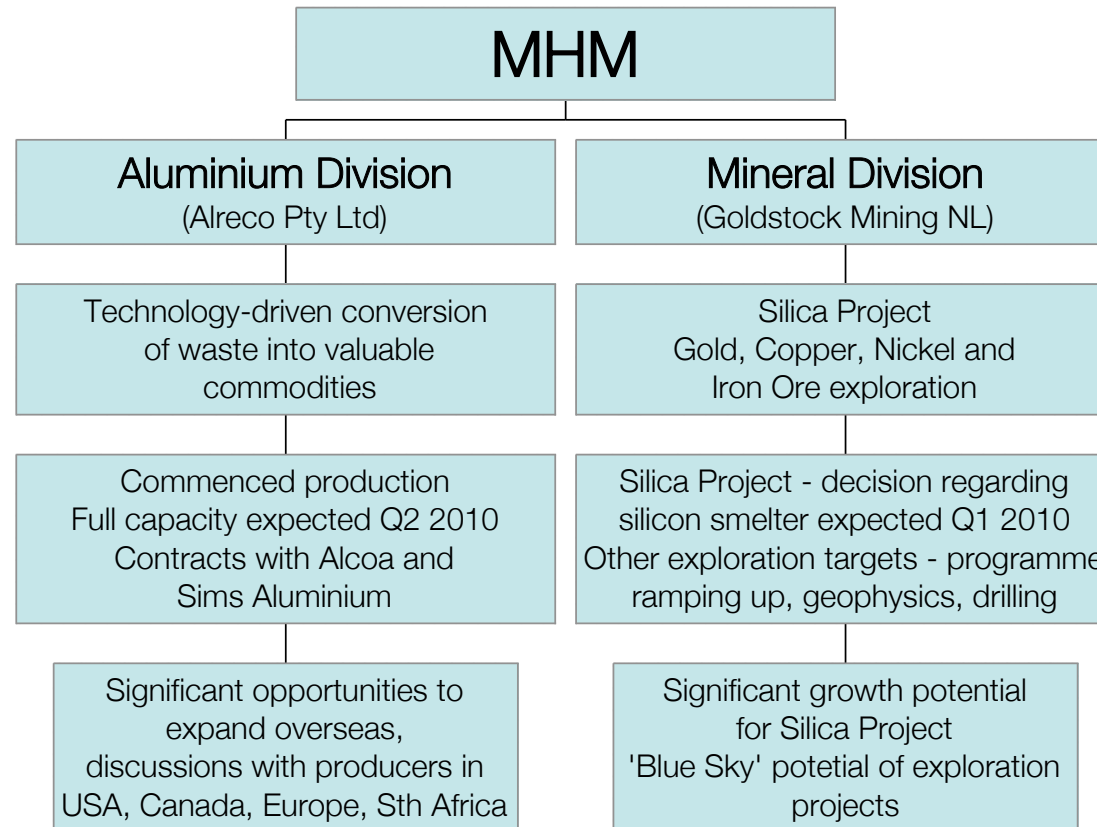 MHM
Aluminium Division
(Alreco Pty Ltd)
Technology-driven conversion
of waste into valuable
commodities
Commenced production
Full capacity expected Q2 2010
Contracts with Alcoa and
Sims Aluminium
Significant opportunities to
expand overseas,
discussions with producers in
USA, Canada, Europe, Sth Africa
Mineral Division
(Goldstock Mining NL)
Silica Project
Gold, Copper, Nickel and
Iron Ore exploration
Silica Project - decision regarding
silicon smelter expected Q1 2010
Other exploration targets - programme
ramping up, geophysics, drilling
Significant growth potential
for Silica Project
'Blue Sky' potetial of exploration
projects